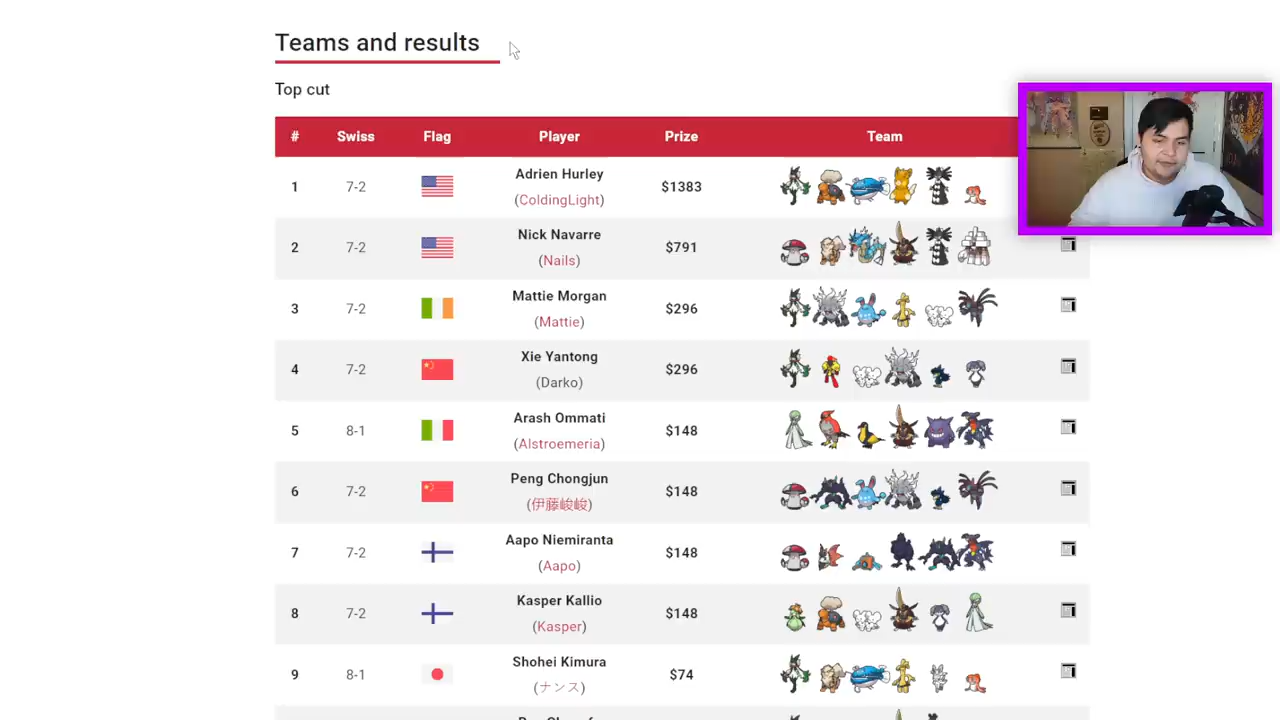 Teams and results
Top cut
# Swiss Flag Player Prize Team
1 7-2 Adrien Hurley (ColdingLight) $1383
2 7-2 Nick Navarre (Nails) $791
3 7-2 Mattie Morgan (Mattie) $296
4 7-2 Xie Yantong (Darko) $296
5 8-1 Arash Ommati (Alstroemeria) $148
6 7-2 Peng Chongjun (伊藤峻峻) $148
7 7-2 Aapo Niemiranta (Aapo) $148
8 7-2 Kasper Kallio (Kasper) $148
9 8-1 Shohei Kimura (ナンス) $74